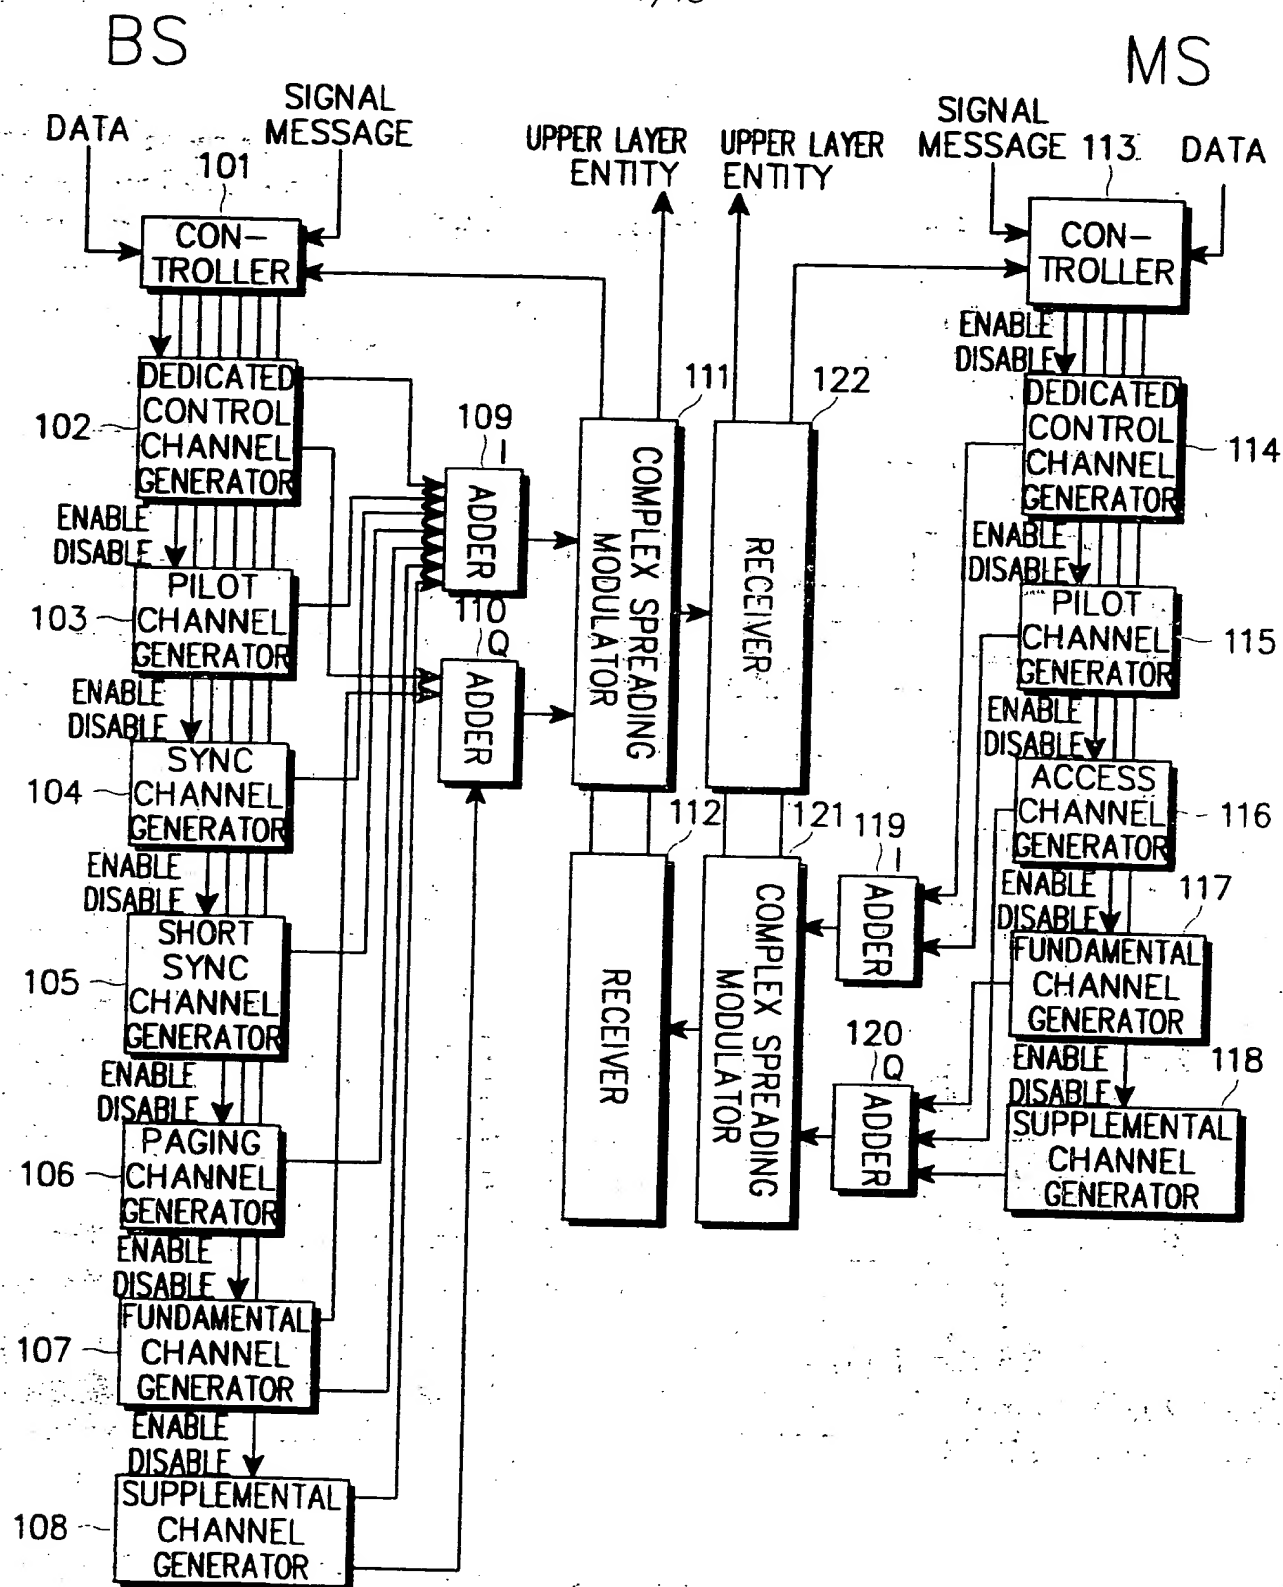 BS
MS
DATA
SIGNAL
MESSAGE
101
CON-
TROLLER
UPPER LAYER
ENTITY
UPPER LAYER
ENTITY
SIGNAL
MESSAGE
113
DATA
CON-
TROLLER
102
DEDICATED
CONTROL
CHANNEL
GENERATOR
ENABLE
DISABLE
103
PILOT
CHANNEL
GENERATOR
ENABLE
DISABLE
104
SYNC
CHANNEL
GENERATOR
ENABLE
DISABLE
105
SHORT
SYNC
CHANNEL
GENERATOR
ENABLE
DISABLE
106
PAGING
CHANNEL
GENERATOR
ENABLE
DISABLE
107
FUNDAMENTAL
CHANNEL
GENERATOR
ENABLE
DISABLE
108
SUPPLEMENTAL
CHANNEL
GENERATOR
109
I
ADDER
110
Q
ADDER
111
COMPLEX SPREADING
MODULATOR
122
RECEIVER
112
RECEIVER
121
COMPLEX SPREADING
MODULATOR
119
I
ADDER
120
Q
ADDER
ENABLE
DISABLE
DEDICATED
CONTROL
CHANNEL
GENERATOR
114
ENABLE
DISABLE
PILOT
CHANNEL
GENERATOR
115
ENABLE
DISABLE
ACCESS
CHANNEL
GENERATOR
116
ENABLE
DISABLE
117
FUNDAMENTAL
CHANNEL
GENERATOR
ENABLE
DISABLE
118
SUPPLEMENTAL
CHANNEL
GENERATOR